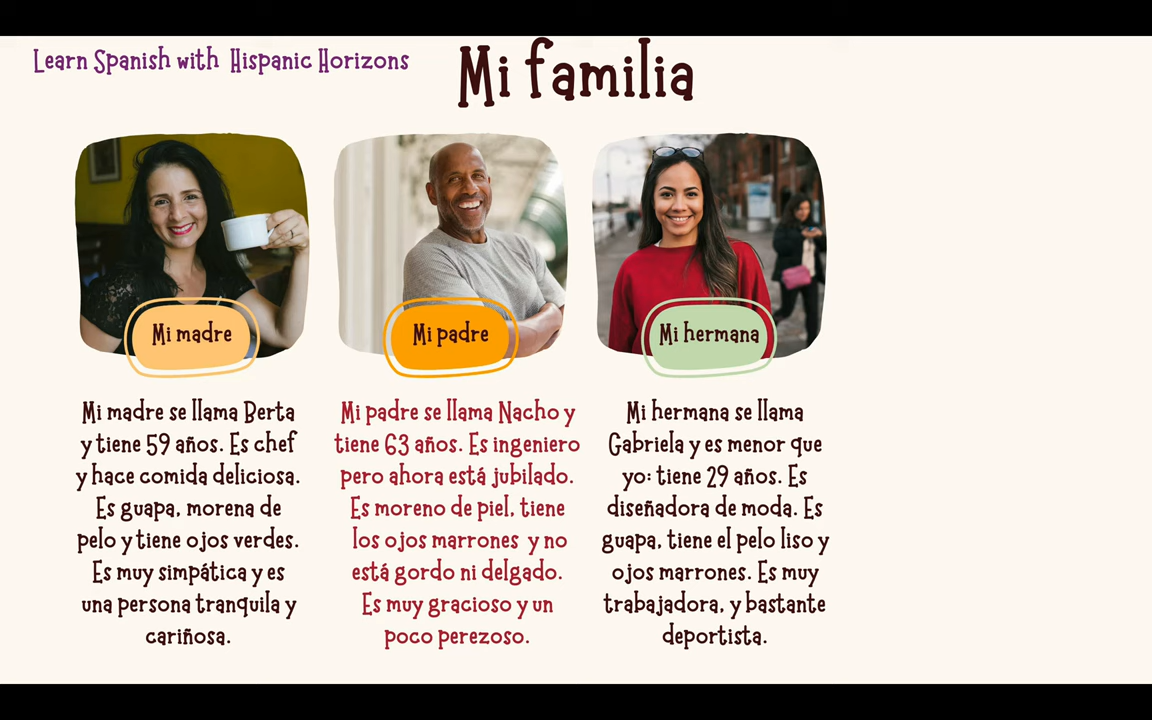 Learn Spanish with Hispanic Horizons
Mi familia
Mi madre
Mi madre se llama Berta
y tiene 59 años. Es chef
y hace comida deliciosa.
Es guapa, morena de
pelo y tiene ojos verdes.
Es muy simpática y es
una persona tranquila y
cariñosa.
Mi padre
Mi padre se llama Nacho y
tiene 63 años. Es ingeniero
pero ahora está jubilado.
Es moreno de piel, tiene
los ojos marrones y no
está gordo ni delgado.
Es muy gracioso y un
poco perezoso.
Mi hermana
Mi hermana se llama
Gabriela y es menor que
yo: tiene 29 años. Es
diseñadora de moda. Es
guapa, tiene el pelo liso y
ojos marrones. Es muy
trabajadora, y bastante
deportista.